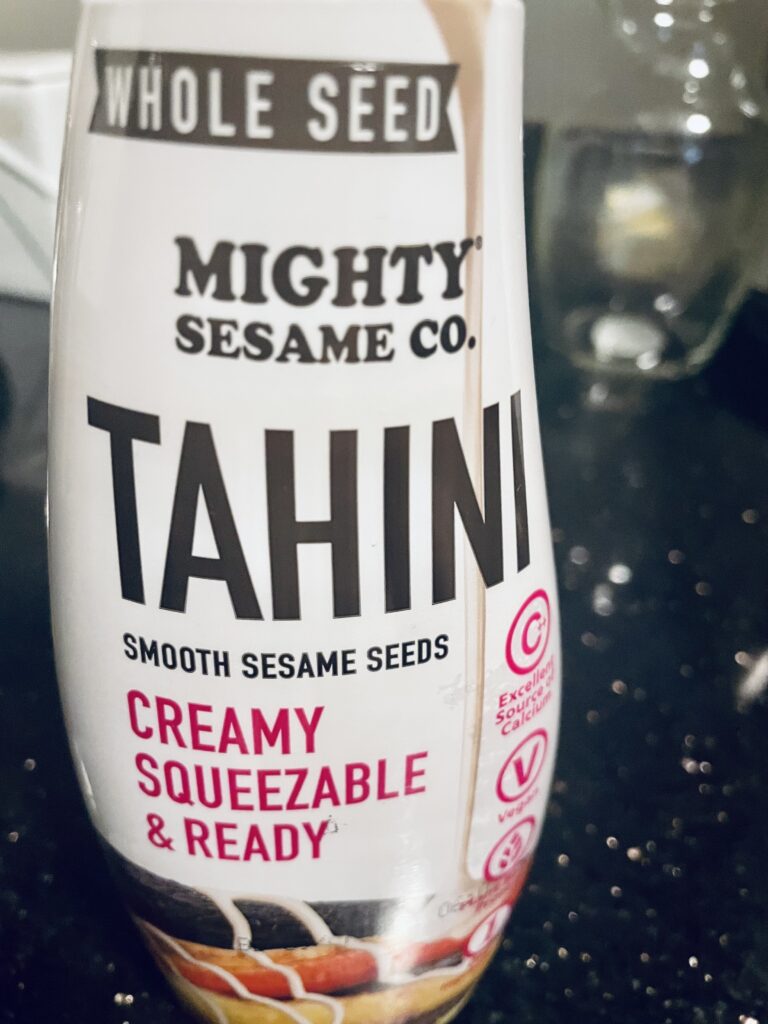 WHOLE SEED
MIGHTY®
SESAME CO.
TAHINI
SMOOTH SESAME SEEDS
CREAMY
SQUEEZABLE
& READY
C++
Excellent
Source of
Calcium
V
Vegan